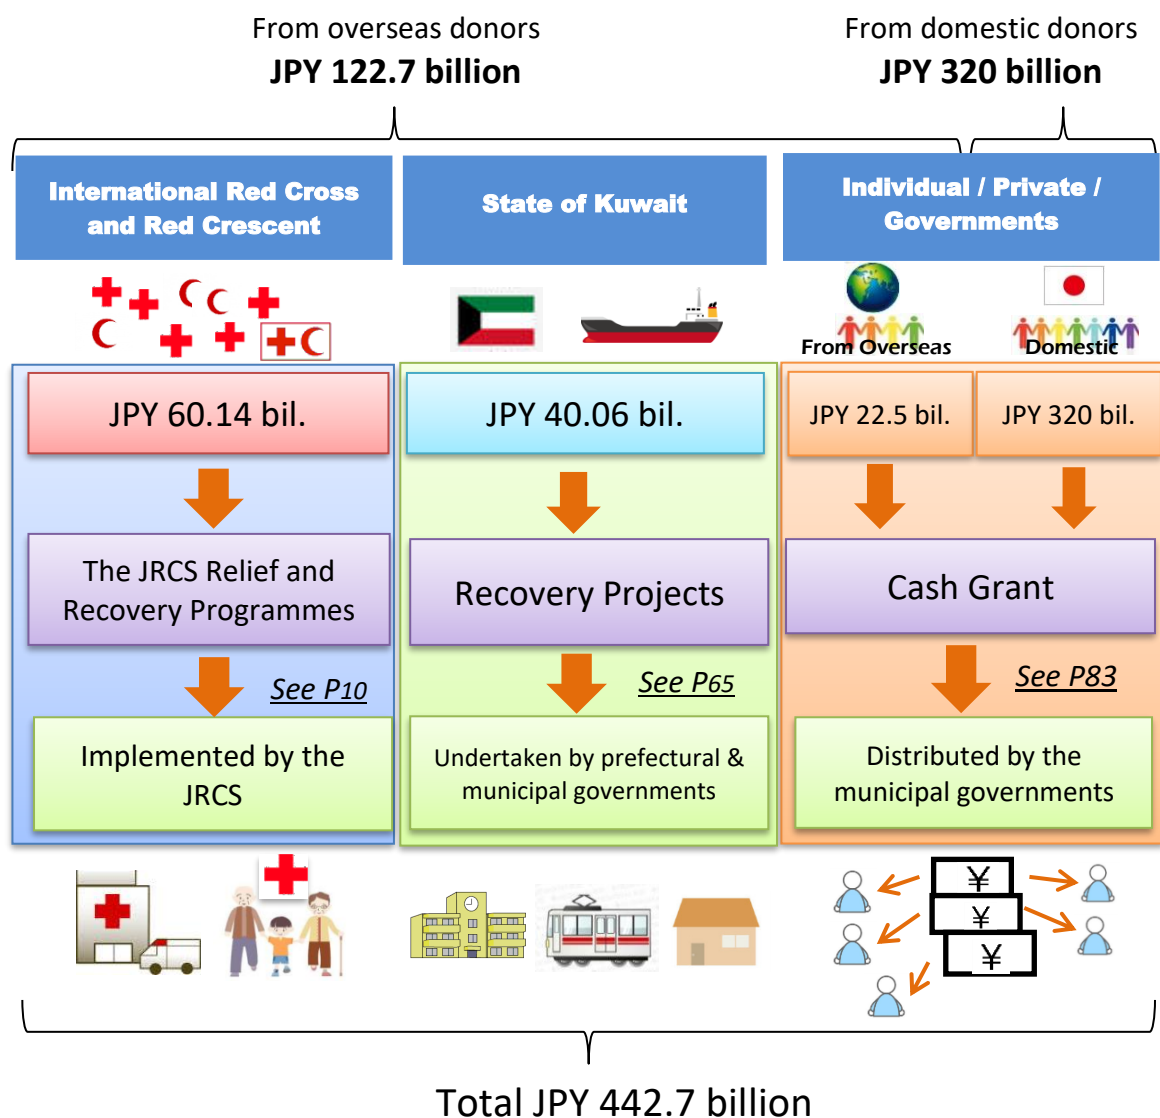 From overseas donors
JPY 122.7 billion
From domestic donors
JPY 320 billion
International Red Cross
and Red Crescent
State of Kuwait
Individual / Private /
Governments
From Overseas
Domestic
JPY 60.14 bil.
JPY 40.06 bil.
JPY 22.5 bil.
JPY 320 bil.
The JRCS Relief and
Recovery Programmes
Recovery Projects
Cash Grant
See P10
See P65
See P83
Implemented by the
JRCS
Undertaken by prefectural &
municipal governments
Distributed by the
municipal governments
¥
¥
¥
Total JPY 442.7 billion